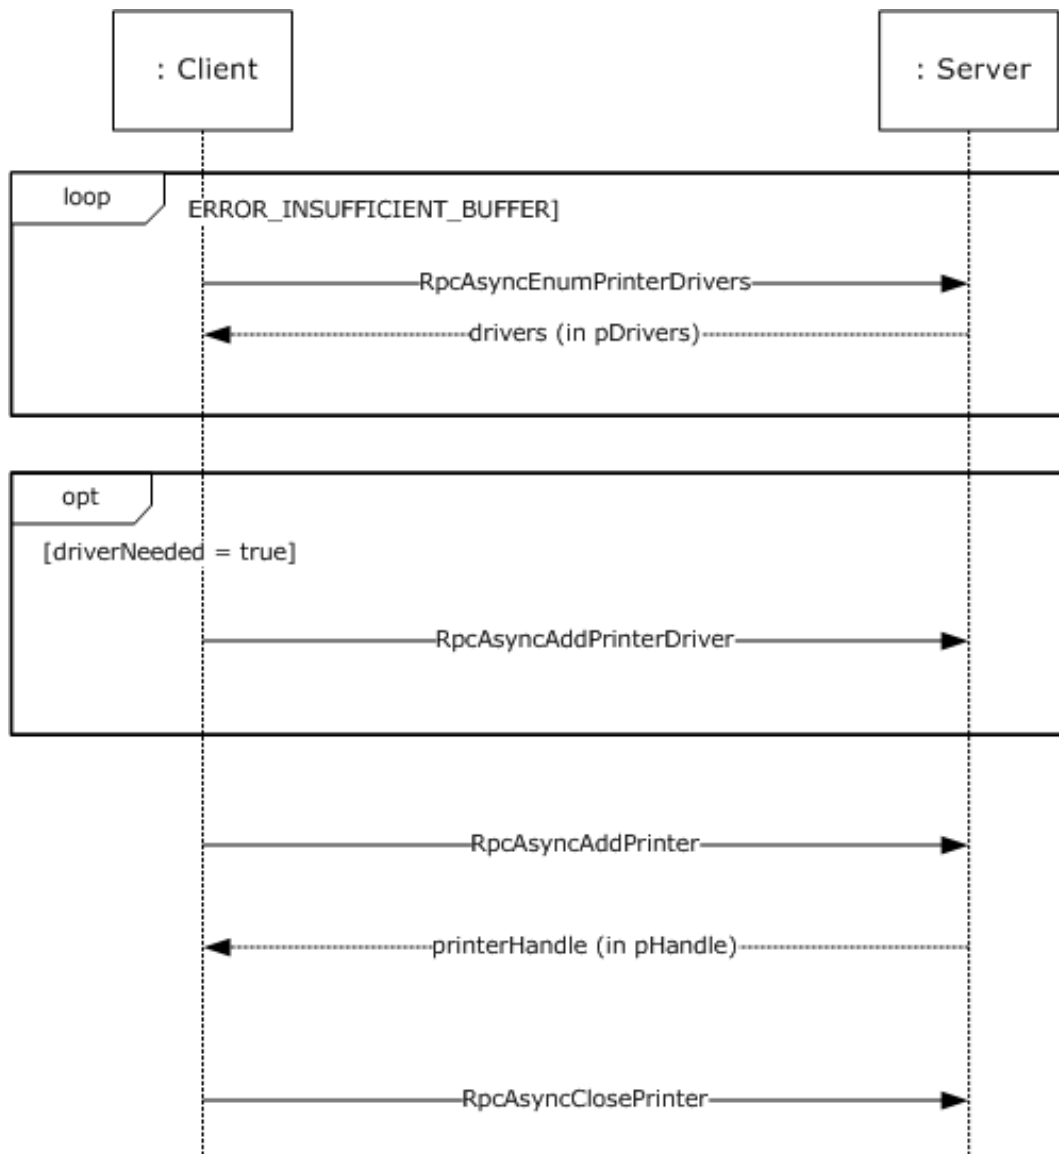 : Client
: Server
loop
ERROR_INSUFFICIENT_BUFFER]
RpcAsyncEnumPrinterDrivers
drivers (in pDrivers)
opt
[driverNeeded = true]
RpcAsyncAddPrinterDriver
RpcAsyncAddPrinter
printerHandle (in pHandle)
RpcAsyncClosePrinter